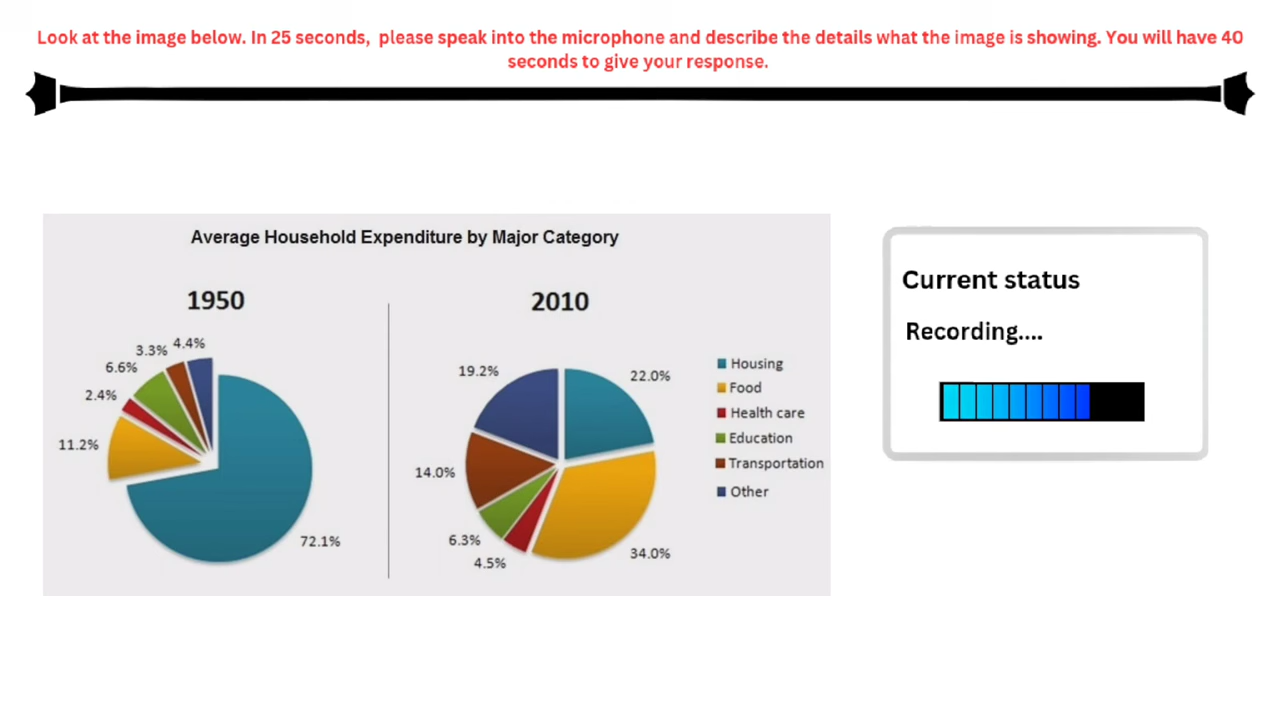 Look at the image below. In 25 seconds, please speak into the microphone and describe the details what the image is showing. You will have 40
seconds to give your response.
Average Household Expenditure by Major Category
1950
4.4%
3.3%
6.6%
2.4%
11.2%
72.1%
2010
19.2%
22.0%
14.0%
6.3%
4.5%
34.0%
Housing
Food
Health care
Education
Transportation
Other
Current status
Recording....